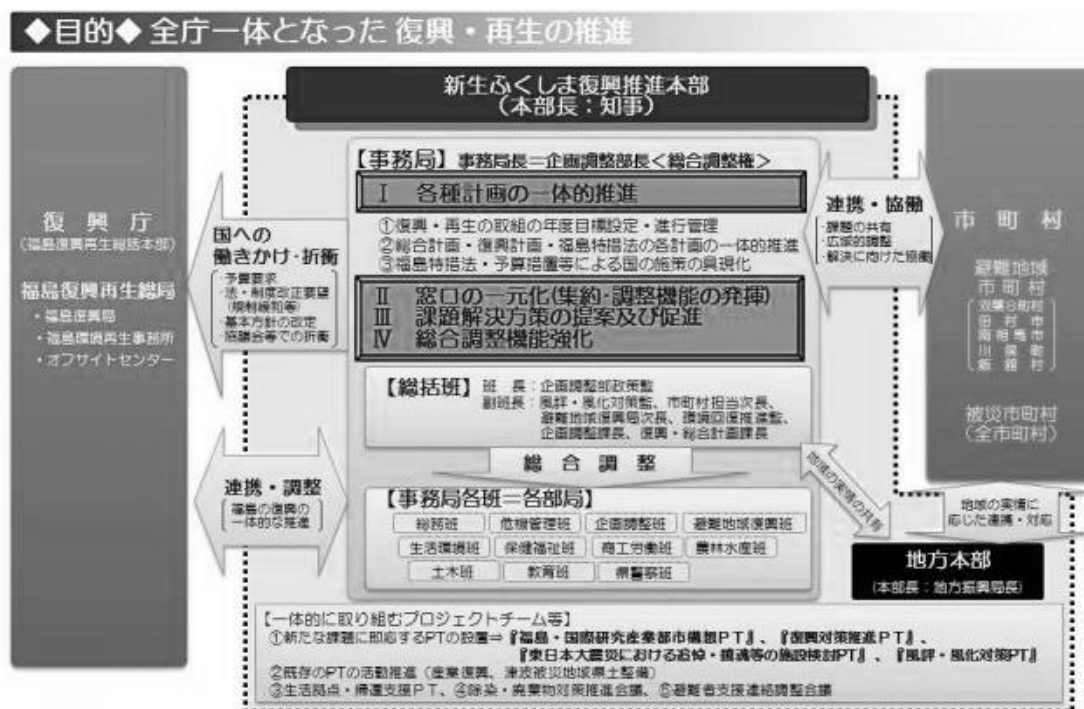 ◆目的◆ 全庁一体となった 復興・再生の推進
新生ふくしま復興推進本部
(本部長：知事)
復 興 庁
(福島復興再生総括本部)
福島復興再生総局
・福島復興局
・福島環境再生事務所
・オフサイトセンター
国への
働きかけ・折衝
・予算要求
・法・制度改正要望
(規制緩和等)
・基本方針の改定
・協議会等での折衝
連携・調整
福島の復興の
一体的な推進
【事務局】 事務局長＝企画調整部長＜総合調整権＞
Ⅰ 各種計画の一体的推進
①復興・再生の取組の年度目標設定・進行管理
②総合計画・復興計画・福島特措法の各計画の一体的推進
③福島特措法・予算措置等による国の施策の具現化
Ⅱ 窓口の一元化(集約・調整機能の発揮)
Ⅲ 課題解決方策の提案及び促進
Ⅳ 総合調整機能強化
【総括班】 班 長：企画調整部政策監
副班長：風評・風化対策監、市町村担当次長、
避難地域復興局次長、環境回復推進監、
企画調整課長、復興・総合計画課長
総 合 調 整
【事務局各班＝各部局】
総務班 危機管理班 企画調整班 避難地域復興班
生活環境班 保健福祉班 商工労働班 農林水産班
土木班 教育班 県警察班
連携・協働
・課題の共有
・広域的調整
・解決に向けた協働
市 町 村
避難地域
市町村
双葉8町村
田 村 市
南相馬市
川 俣 町
飯 舘 村
被災市町村
(全市町村)
地域の実情の共有
地域の実情に
応じた連携・対応
地方本部
(本部長：地方振興局長)
【一体的に取り組むプロジェクトチーム等】
①新たな課題に即応するPTの設置⇒『福島・国際研究産業都市構想PT』、『復興対策推進PT』、
『東日本大震災における追悼・鎮魂等の施設検討PT』、『風評・風化対策PT』
②既存のPTの活動推進（産業復興、津波被災地域県土整備）
③生活拠点・帰還支援PT、④除染・廃棄物対策推進会議、⑤避難者支援連絡調整会議